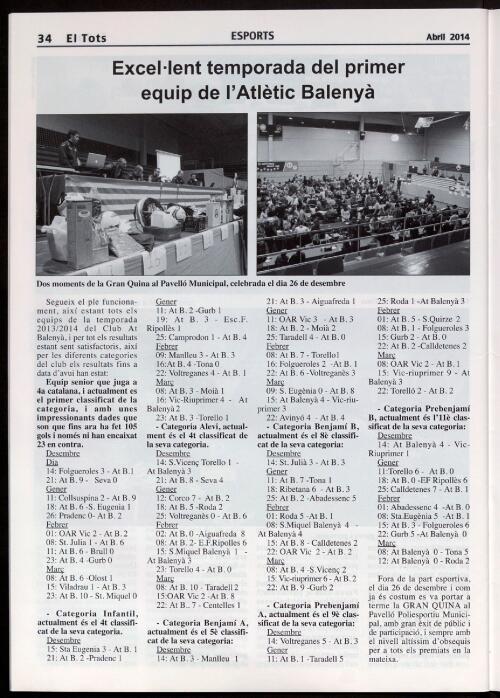 34 El Tots
ESPORTS
Abril 2014
Excel·lent temporada del primer
equip de l'Atlètic Balenyà
Dos moments de la Gran Quina al Pavelló Municipal, celebrada el dia 26 de desembre
Segueix el ple funciona-
ment, així estant tots els
equips de la temporada
2013/2014 del Club At
Balenyà, i per tot els resultats
estant sent satisfactoris, així
per les diferents categories
del club els resultats fins a
data d'avui han estat:
Equip senior que juga a
4a catalana, i actualment es
el primer classificat de la
categoria, i amb unes
impressionants dades que
son que fins ara ha fet 105
gols i només ni han encaixat
23 en contra.
Desembre
Dia
14: Folgueroles 3 - At B.1
21: At B. 9 - Seva 0
Gener
11: Collsuspina 2 - At B. 9
18: At B. 6 -S. Eugenia 1
26: Pradenc 0- At B. 2
Febrer
01: OAR Vic 2 - At B. 2
08: St. Julia 1 - At B. 6
11: At B. 6 - Brull 0
23: At B. 4 -Gurb 0
Març
08: At B. 6 -Olost 1
15: Viladrau 1 - At B. 3
23: At B. 10 - St. Miquel 0
- Categoria Infantil,
actualment és el 4t classifi-
cat de la seva categoria.
Desembre
15: Sta Eugenia 3 - At B. 1
21: At B. 2 -Pradenc 1
Gener
11: At B. 2 -Gurb 1
19: At B. 3 - Esc.F.
Ripollès 1
25: Camprodon 1 - At B. 4
Febrer
09: Manlleu 3 - At B. 3
16:At B. 4 -Tona 0
22: Voltregans 4 - At B. 1
Març
08: At B. 3 - Moià 1
16: Vic-Riuprimer 4 - At
Balenyà 2
23: At B. 3 -Torello 1
- Categoria Alevi, actual-
ment és el 4t classificat de
la seva categoria.
Desembre
14: S.Vicenç Torello 1 -
At Balenyà 3
21: At B. 8 - Seva 4
Gener
12: Corco 7 - At B. 2
18: At B. 5 -Roda 2
25: Voltreganès 0 - At B. 6
Febrer
02: At B. 0 -Aiguafreda 8
08: At B. 2- E.F.Ripolles 6
15: S.Miquel Balenyà 1 -
At Balenyà 3
23: Torello 4 - At B. 0
Març
08: At B. 10 - Taradell 2
15:OAR Vic 2 -At B. 8
22: At B.. 7 - Centelles 1
- Categoria Benjamí A,
actualment és el 5è classifi-
cat de la seva categoria.
Desembre
14: At B. 3 - Manlleu 1
21: At B. 3 - Aiguafreda 1
Gener
11: OAR Vic 3 - At B. 3
18: At B. 2 - Moià 2
25: Taradell 4 - At B. 0
Febrer
08: At B. 7 - Torello1
16: Folgueroles 2 -At B. 1
22: At B. 8 -Voltreganès 3
Març
09: S. Eugènia 0 - At B. 8
15: At Balenyà 4 - Vic-riu-
primer 3
22: Avinyó 4 - At B. 4
- Categoria Benjamí B,
actualment és el 8è classifi-
cat de la seva categoria:
Desembre
14: St. Julià 3 - At B. 3
Gener
11: At B. 7 -Tona 1
18: Ribetana 6 - At B. 3
25: At B. 2 -Abadessenc 5
Febrer
01: Roda 5 -At B. 1
08: S.Miquel Balenyà 4 -
At Balenyà 4
15: At B. 8 - Calldetenes 2
22: OAR Vic 2 - At B. 2
Març
08: At B. 4 -S.Vicenç 2
15: Vic-riuprimer 6 - At B. 2
22: At B. 9 -Gurb 2
- Categoria Prebenjamí
A, actualment és el 9è clas-
sificat de la seva categoria:
Desembre
14: Voltreganes 5 - At B. 3
Gener
11: At B. 1 -Taradell 5
25: Roda 1 -At Balenyà 3
Febrer
01: At B. 5 - S.Quirze 2
08: At B. 1 - Folgueroles 3
15: Gurb 2 - At B. 0
22: At B. 2 -Calldetenes 2
Març
08: OAR Vic 2 - At B. 1
15: Vic-riuprimer 9 - At
Balenyà 3
22: Torelló 2 - At B. 2
- Categoria Prebenjamí
B, actualment és l'11è clas-
sificat de la seva categoria:
Desembre
14: At Balenyà 4 - Vic-
Riuprimer 1
Gener
11:Torello 6 - At B. 0
18: At B. 0 -EF Ripollès 6
25: Calldetenes 7 - At B. 1
Febrer
01: Abadessenc 4 -At B. 0
08: Sta.Eugènia 5 -At B. 1
15: At B. 3 - Folgueroles 6
22: Gurb 5 -At Balenyà 0
Març
08: At Balenyà 0 - Tona 5
12: At Balenyà 0 - Roda 2
Fora de la part esportiva,
el dia 26 de desembre i com
ja és costum es va portar a
terme la GRAN QUINA al
Pavelló Poliesportiu Munici-
pal, amb gran èxit de públic i
de participació, i sempre amb
el nivell altíssim d'obsequis
per a tots els premiats en la
mateixa.